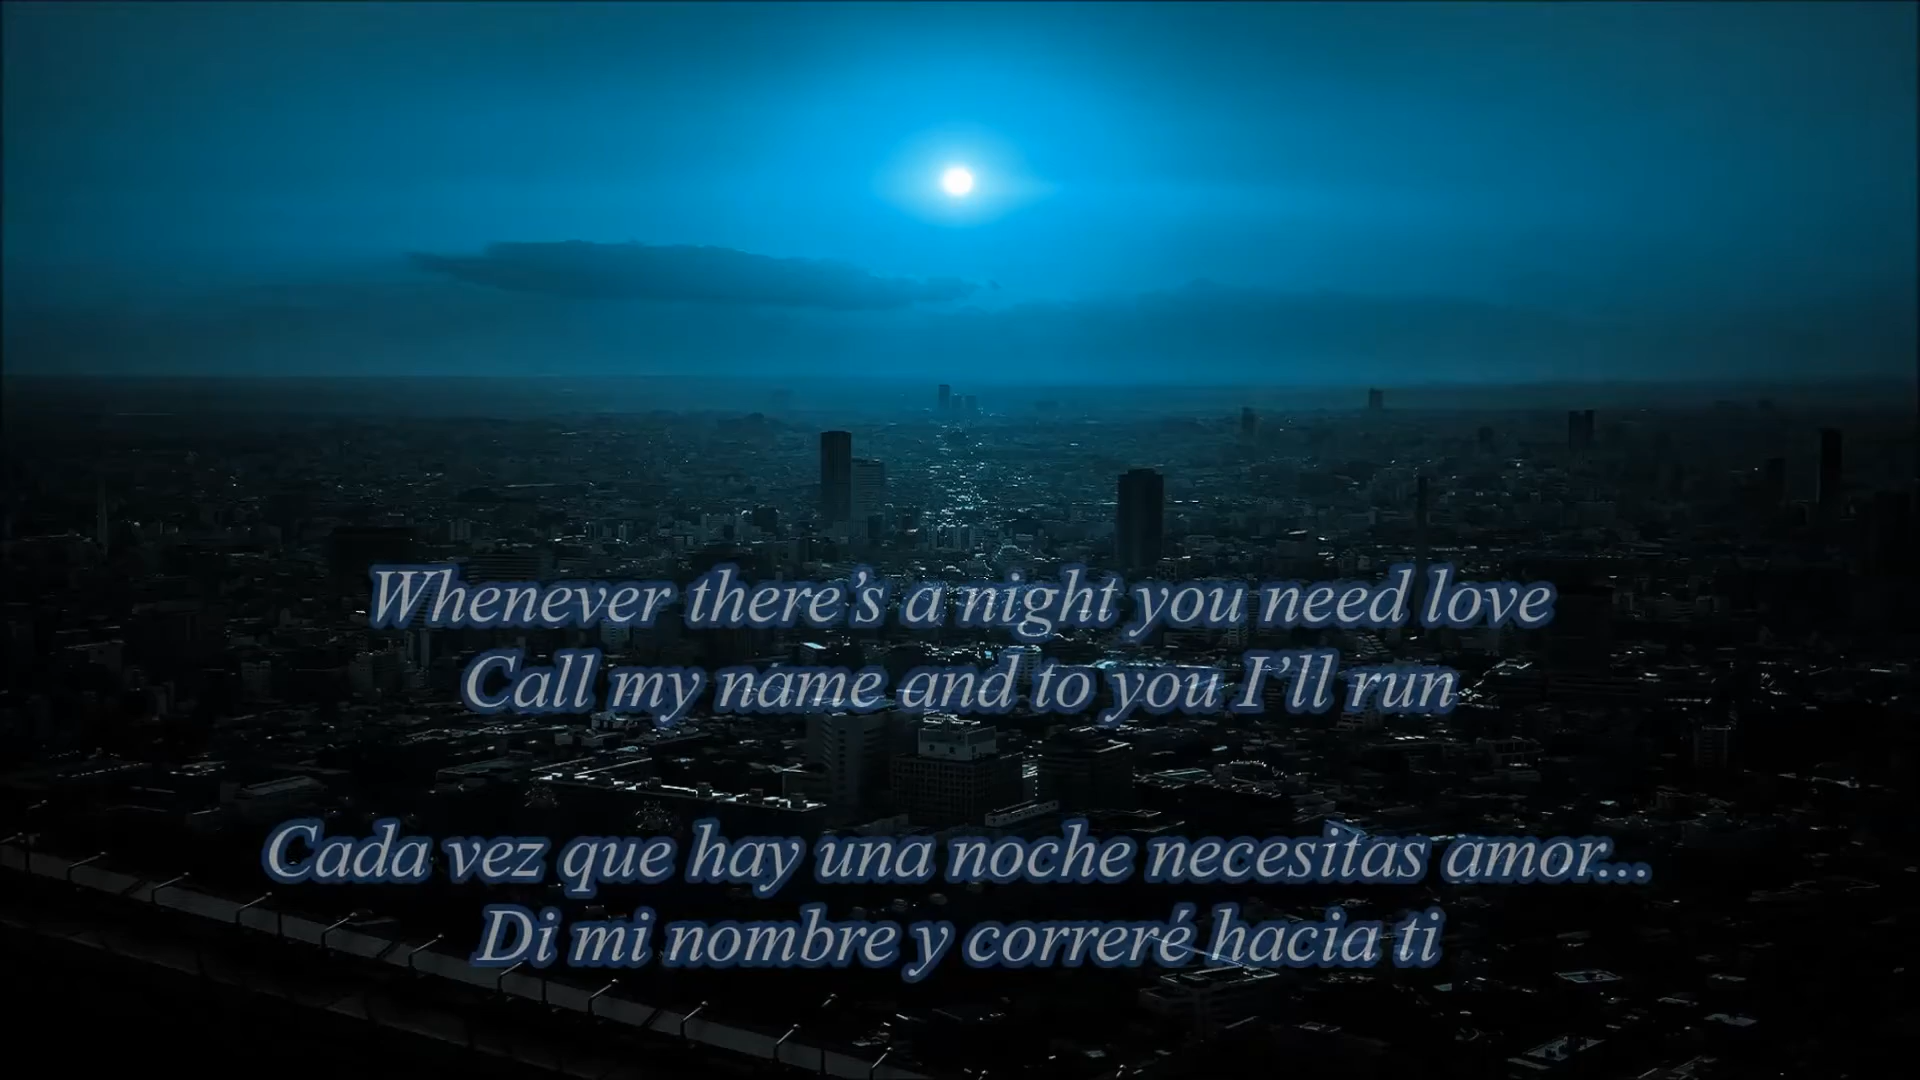 Whenever there’s a night you need love
Call my name and to you I’ll run
Cada vez que hay una noche necesitas amor...
Di mi nombre y correré hacia ti